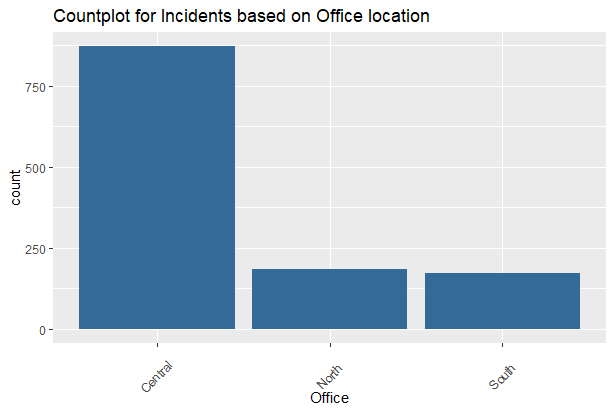 Countplot for Incidents based on Office location
count
750
500
250
0
Central
North
South
Office